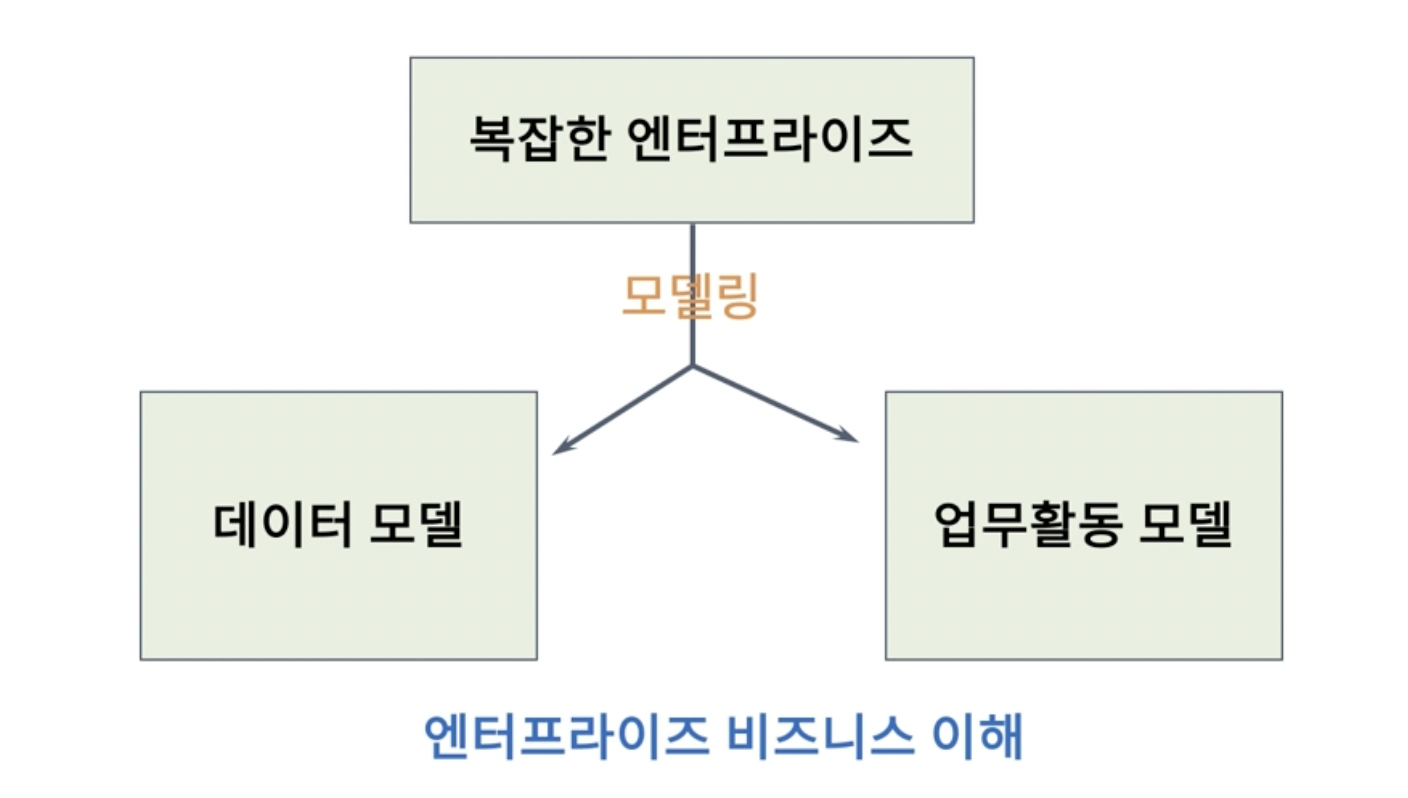 복잡한 엔터프라이즈
모델링
데이터 모델
업무활동 모델
엔터프라이즈 비즈니스 이해